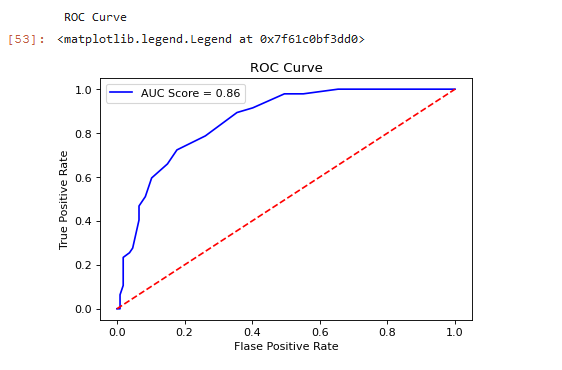 ROC Curve
[53]: <matplotlib.legend.Legend at 0x7f61c0bf3dd0>
ROC Curve
AUC Score = 0.86
1.0
0.8
0.6
0.4
0.2
0.0
True Positive Rate
0.0 0.2 0.4 0.6 0.8 1.0
Flase Positive Rate